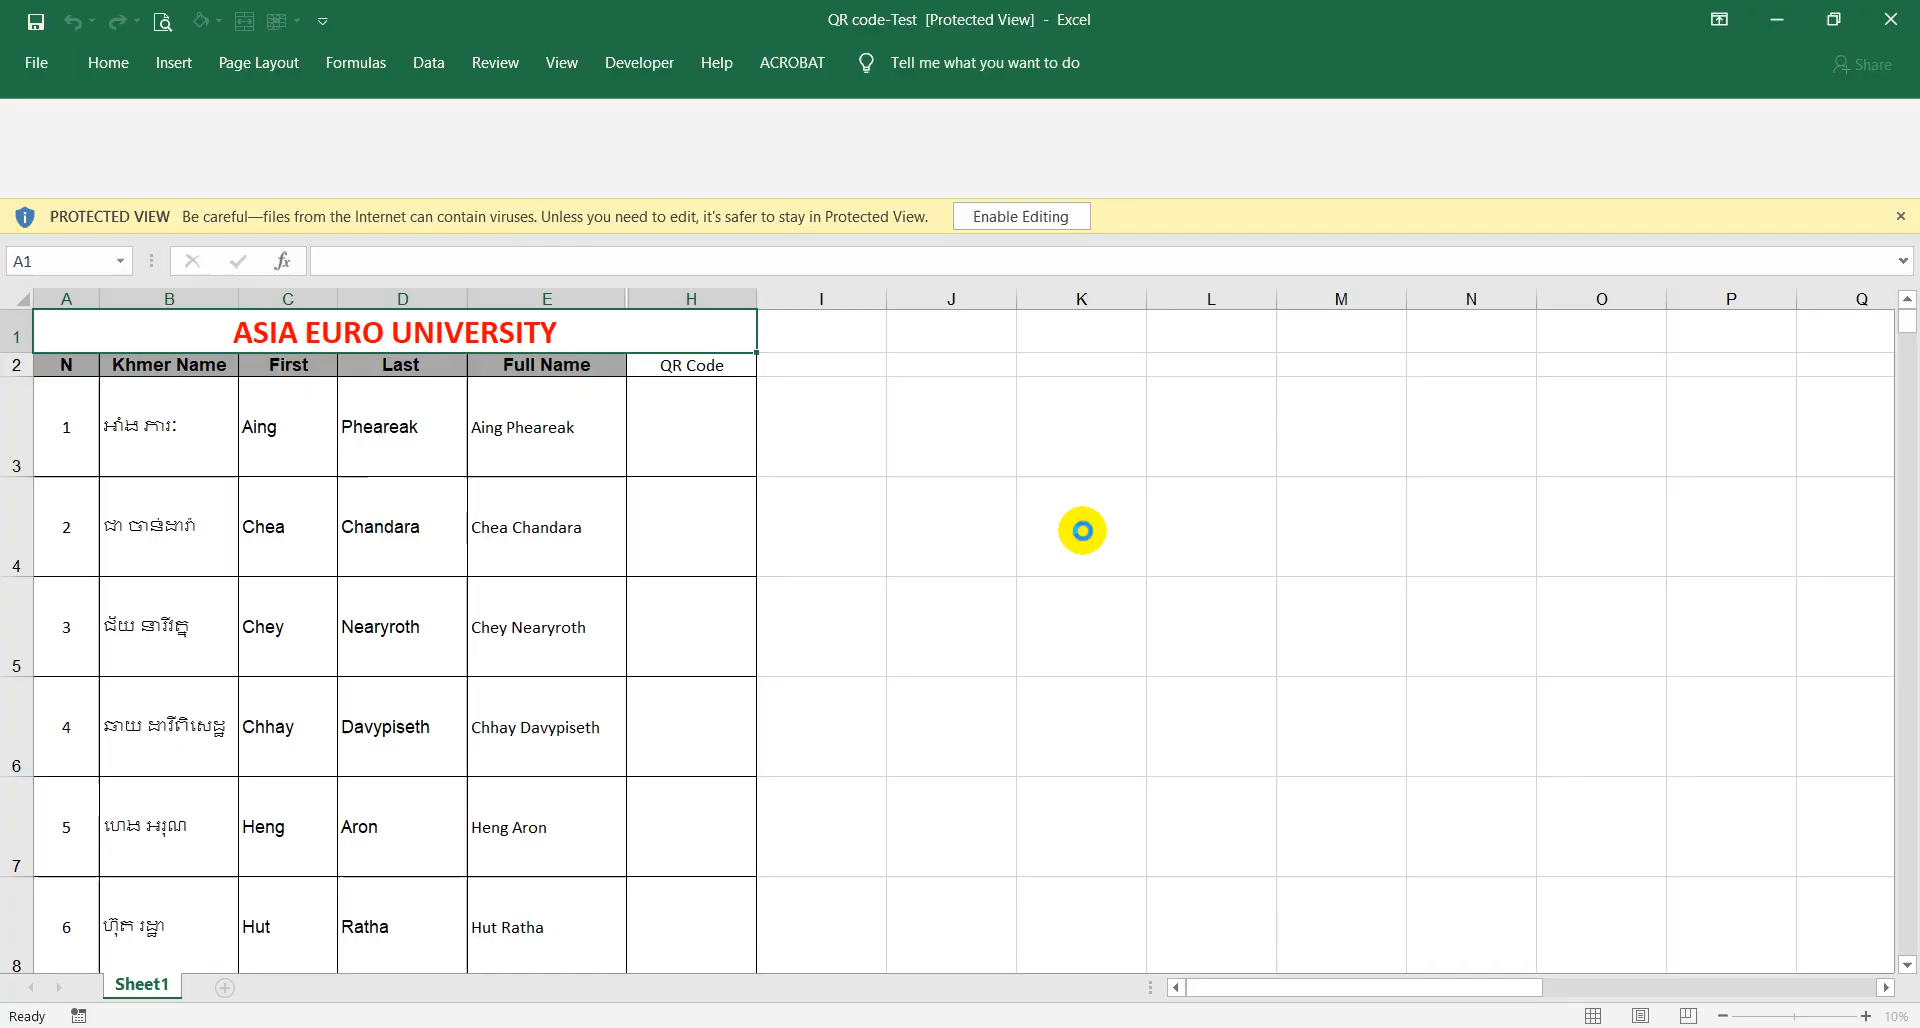 QR code-Test [Protected View] - Excel
File Home Insert Page Layout Formulas Data Review View Developer Help ACROBAT Tell me what you want to do Share
PROTECTED VIEW Be careful—files from the Internet can contain viruses. Unless you need to edit, it's safer to stay in Protected View. Enable Editing
A1 fx
A B C D E H I J K L M N O P Q
1 ASIA EURO UNIVERSITY
2 N Khmer Name First Last Full Name QR Code
3 1 អាំង ភារៈ Aing Pheareak Aing Pheareak
4 2 ជា ចាន់ដារ៉ា Chea Chandara Chea Chandara
5 3 ជ័យ នារីរត្ន Chey Nearyroth Chey Nearyroth
6 4 ឆាយ ដាវីពិសេដ្ឋ Chhay Davypiseth Chhay Davypiseth
7 5 ហេង អរុណ Heng Aron Heng Aron
8 6 ហ៊ុត រដ្ឋា Hut Ratha Hut Ratha
Sheet1
Ready 10%